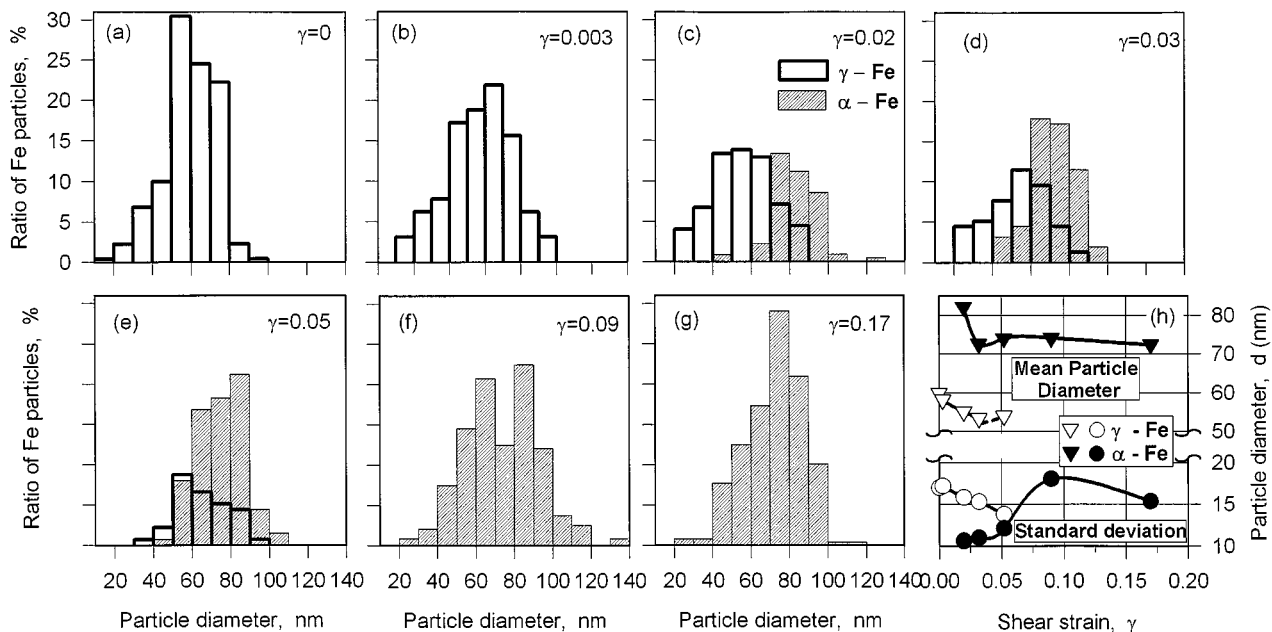 Ratio of Fe particles, %
30
25
20
15
10
5
0
(a)
γ=0
(b)
γ=0.003
(c)
γ=0.02
γ – Fe
α – Fe
(d)
γ=0.03
Ratio of Fe particles, %
(e)
γ=0.05
(f)
γ=0.09
(g)
γ=0.17
(h)
Mean Particle
Diameter
γ - Fe
α - Fe
Standard deviation
80
70
60
50
20
15
10
Particle diameter, d (nm)
20 40 60 80 100 140
20 40 60 80 100 140
20 40 60 80 100 140
0.00 0.05 0.10 0.15 0.20
Particle diameter, nm
Particle diameter, nm
Particle diameter, nm
Shear strain, γ